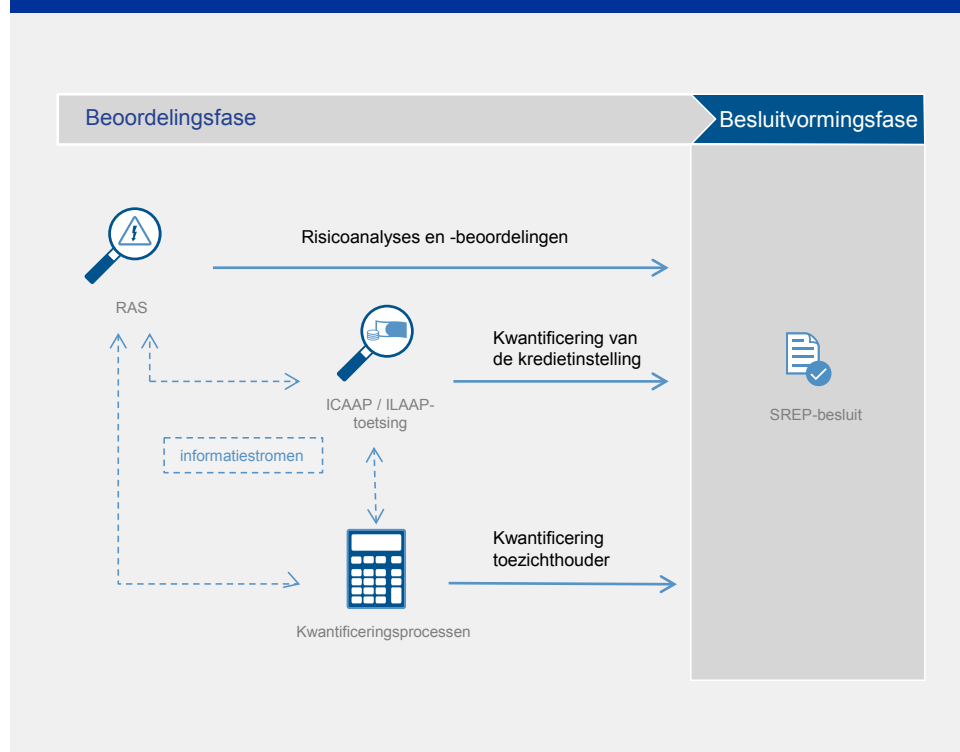 Beoordelingsfase
Besluitvormingsfase
Risicoanalyses en -beoordelingen
RAS
Kwantificering van
de kredietinstelling
ICAAP / ILAAP-
toetsing
SREP-besluit
informatiestromen
Kwantificering
toezichthouder
Kwantificeringsprocessen